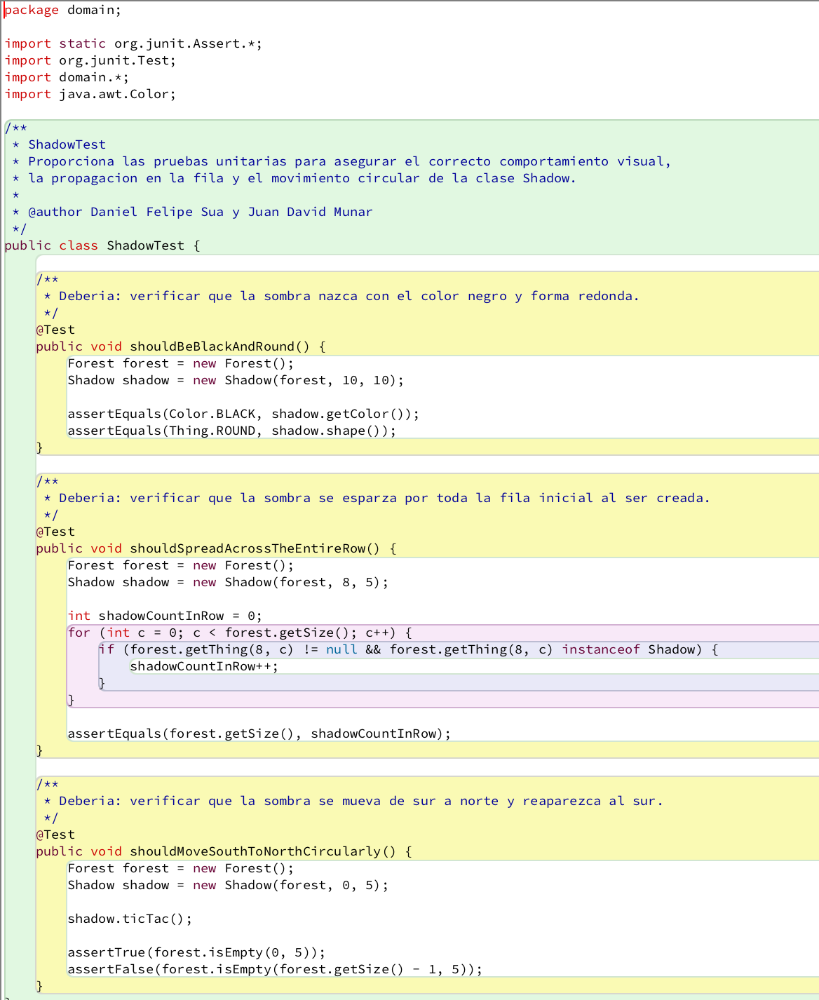 package domain;
import static org.junit.Assert.*;
import org.junit.Test;
import domain.*;
import java.awt.Color;
/**
 * ShadowTest
 * Proporciona las pruebas unitarias para asegurar el correcto comportamiento visual,
 * la propagacion en la fila y el movimiento circular de la clase Shadow.
 *
 * @author Daniel Felipe Sua y Juan David Munar
 */
public class ShadowTest {
    /**
     * Deberia: verificar que la sombra nazca con el color negro y forma redonda.
     */
    @Test
    public void shouldBeBlackAndRound() {
        Forest forest = new Forest();
        Shadow shadow = new Shadow(forest, 10, 10);
        assertEquals(Color.BLACK, shadow.getColor());
        assertEquals(Thing.ROUND, shadow.shape());
    }
    /**
     * Deberia: verificar que la sombra se esparza por toda la fila inicial al ser creada.
     */
    @Test
    public void shouldSpreadAcrossTheEntireRow() {
        Forest forest = new Forest();
        Shadow shadow = new Shadow(forest, 8, 5);
        int shadowCountInRow = 0;
        for (int c = 0; c < forest.getSize(); c++) {
            if (forest.getThing(8, c) != null && forest.getThing(8, c) instanceof Shadow) {
                shadowCountInRow++;
            }
        }
        assertEquals(forest.getSize(), shadowCountInRow);
    }
    /**
     * Deberia: verificar que la sombra se mueva de sur a norte y reaparezca al sur.
     */
    @Test
    public void shouldMoveSouthToNorthCircularly() {
        Forest forest = new Forest();
        Shadow shadow = new Shadow(forest, 0, 5);
        shadow.ticTac();
        assertTrue(forest.isEmpty(0, 5));
        assertFalse(forest.isEmpty(forest.getSize() - 1, 5));
    }